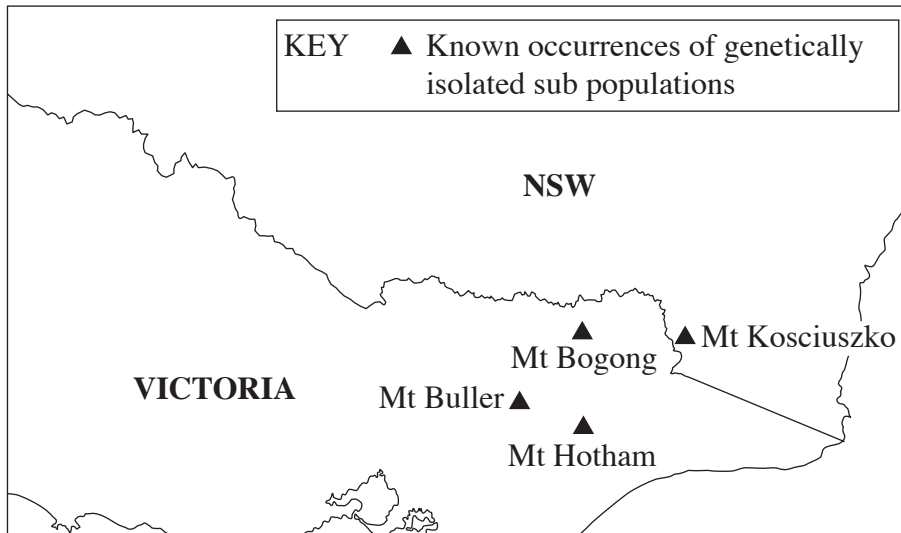 KEY ▲ Known occurrences of genetically
isolated sub populations
NSW
Mt Kosciuszko
Mt Bogong
VICTORIA
Mt Buller
Mt Hotham